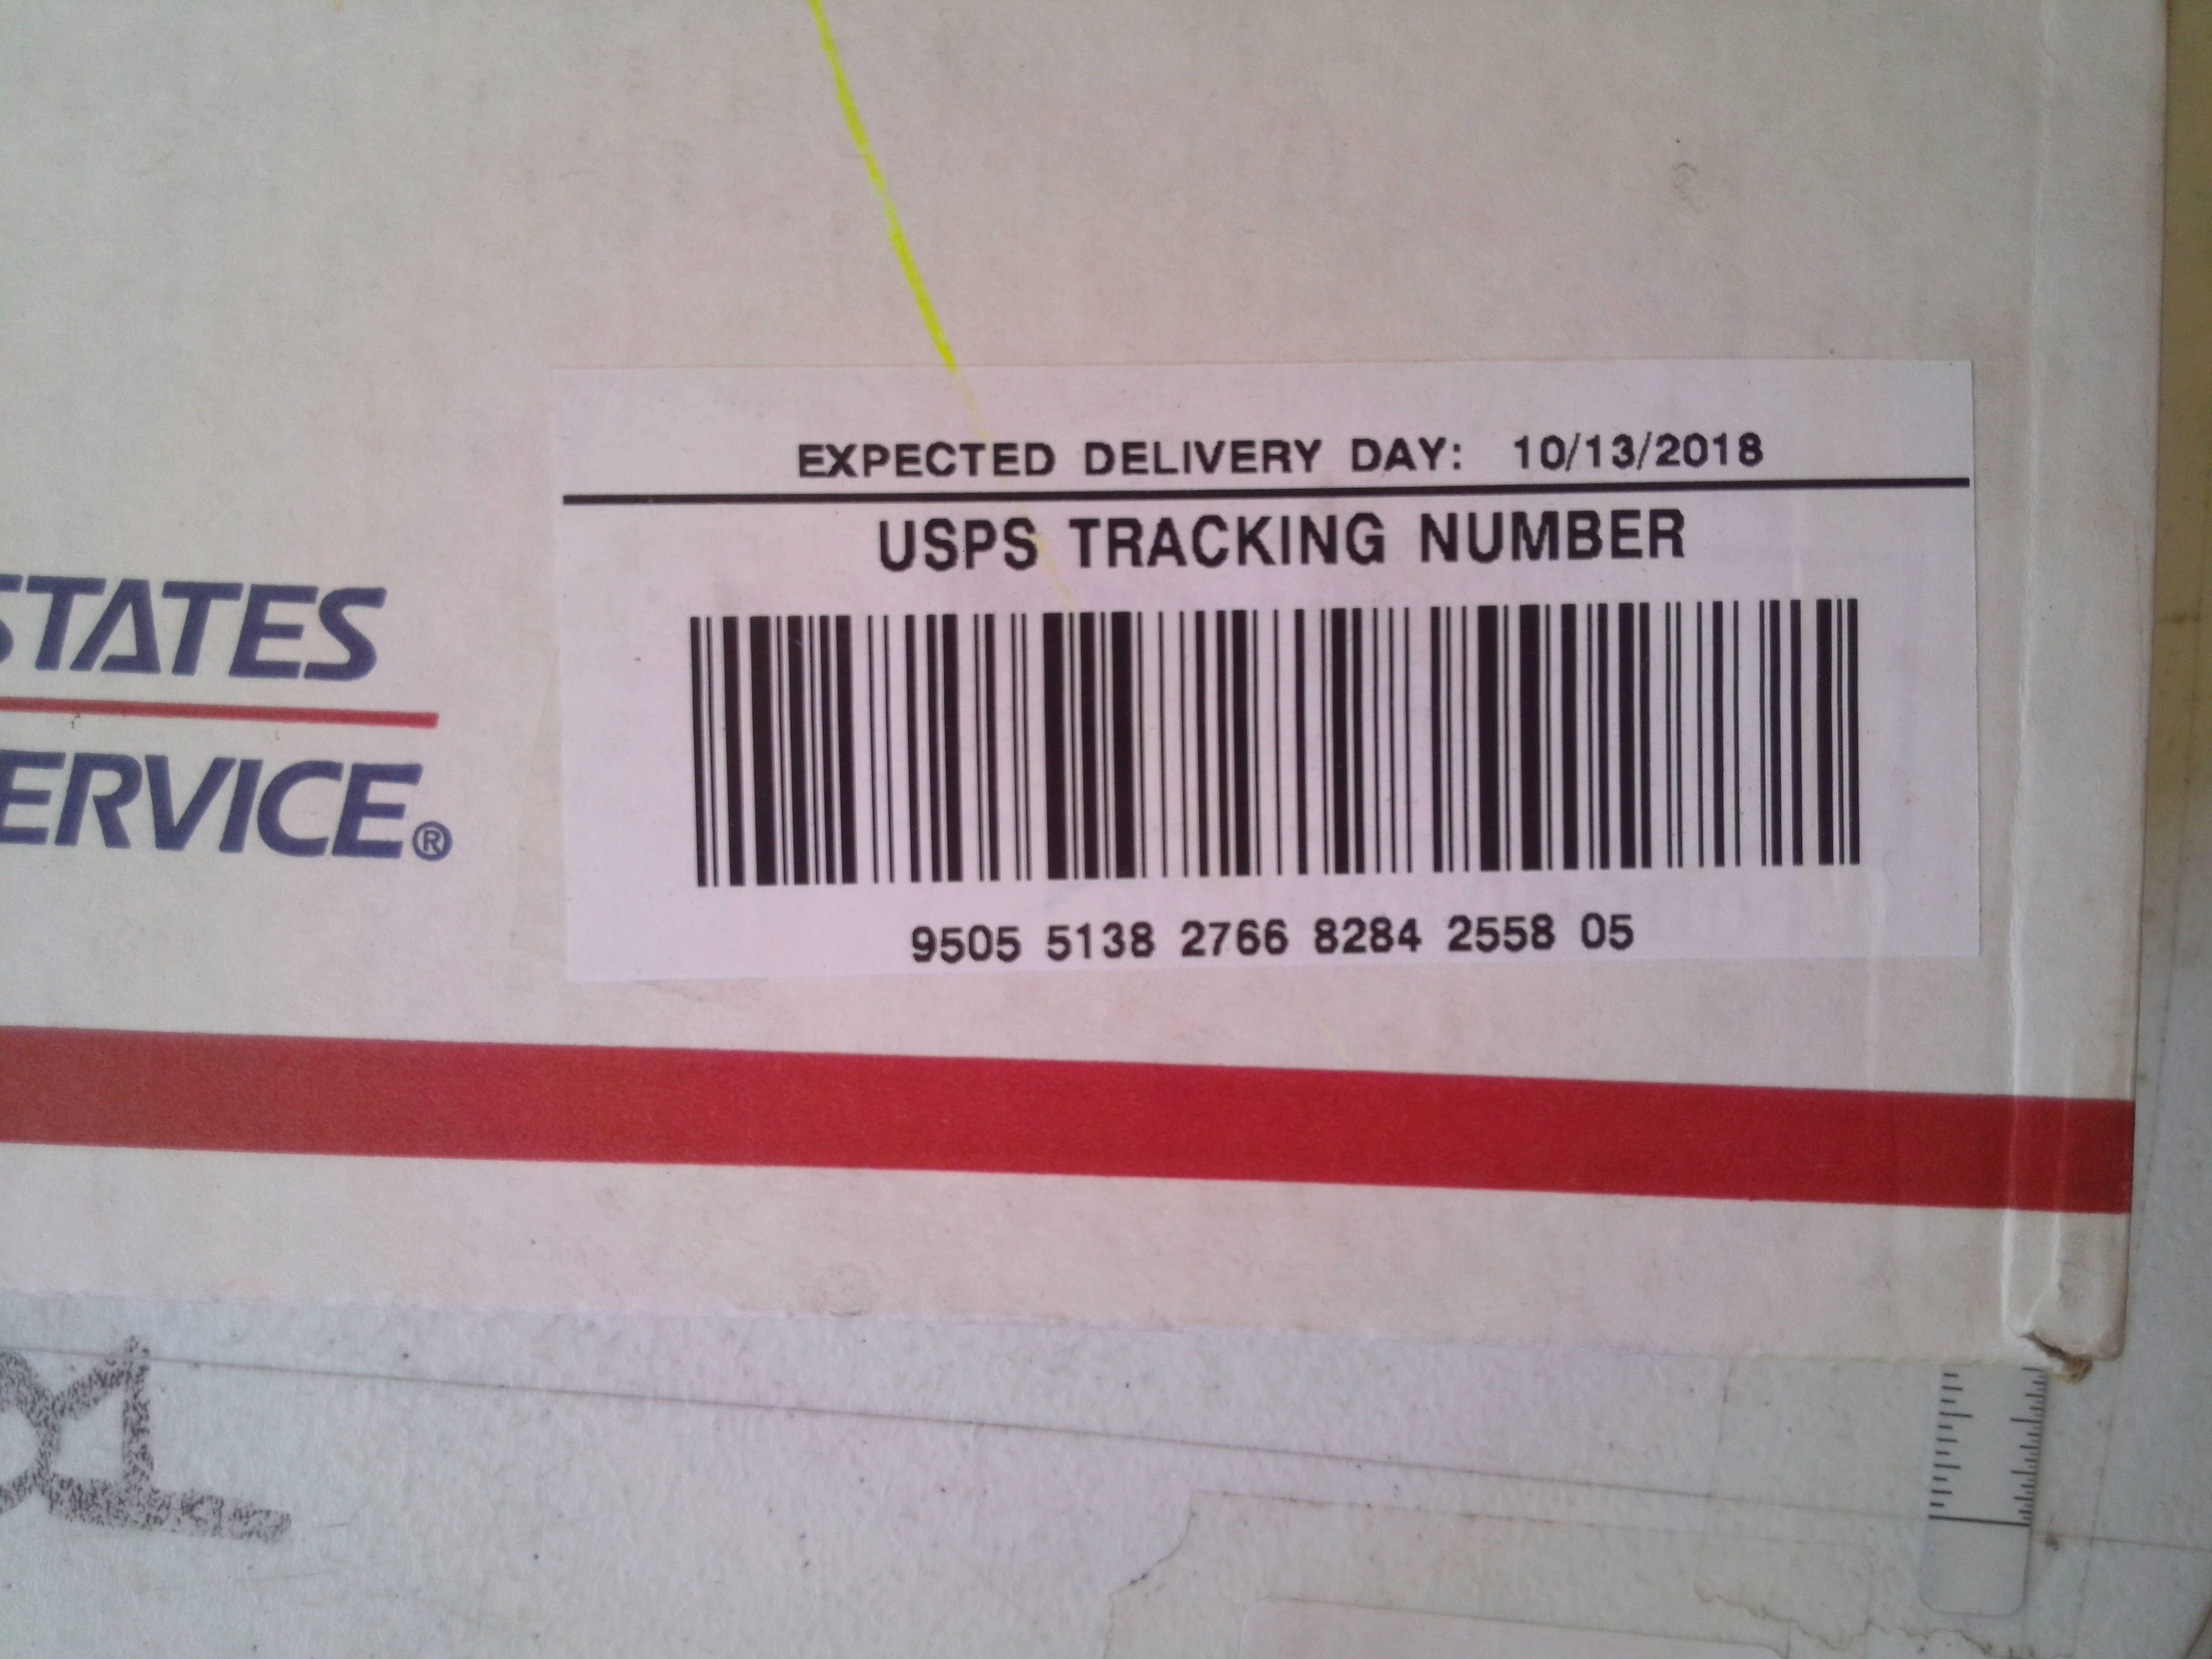 EXPECTED DELIVERY DAY: 10/13/2018
USPS TRACKING NUMBER
9505 5138 2766 8284 2558 05
STATES
ERVICE®